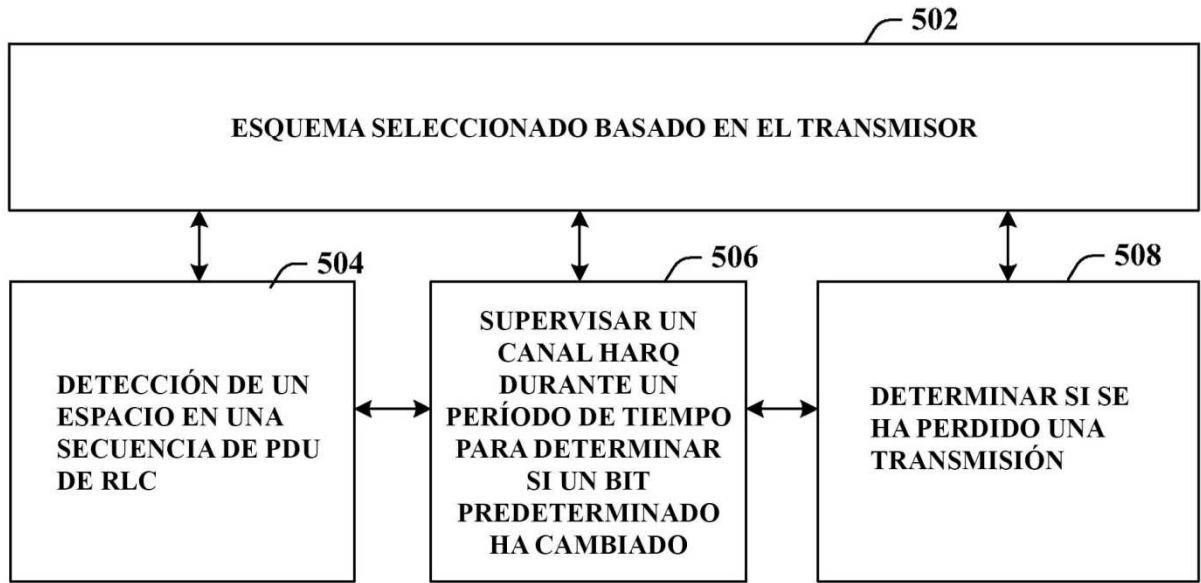 502
ESQUEMA SELECCIONADO BASADO EN EL TRANSMISOR
504
DETECCIÓN DE UN
ESPACIO EN UNA
SECUENCIA DE PDU
DE RLC
506
SUPERVISAR UN
CANAL HARQ
DURANTE UN
PERÍODO DE TIEMPO
PARA DETERMINAR
SI UN BIT
PREDETERMINADO
HA CAMBIADO
508
DETERMINAR SI SE
HA PERDIDO UNA
TRANSMISIÓN